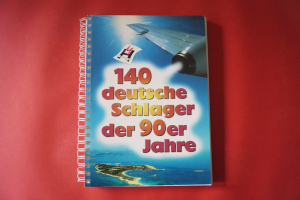 140
deutsche
Schlager
der 90er
Jahre